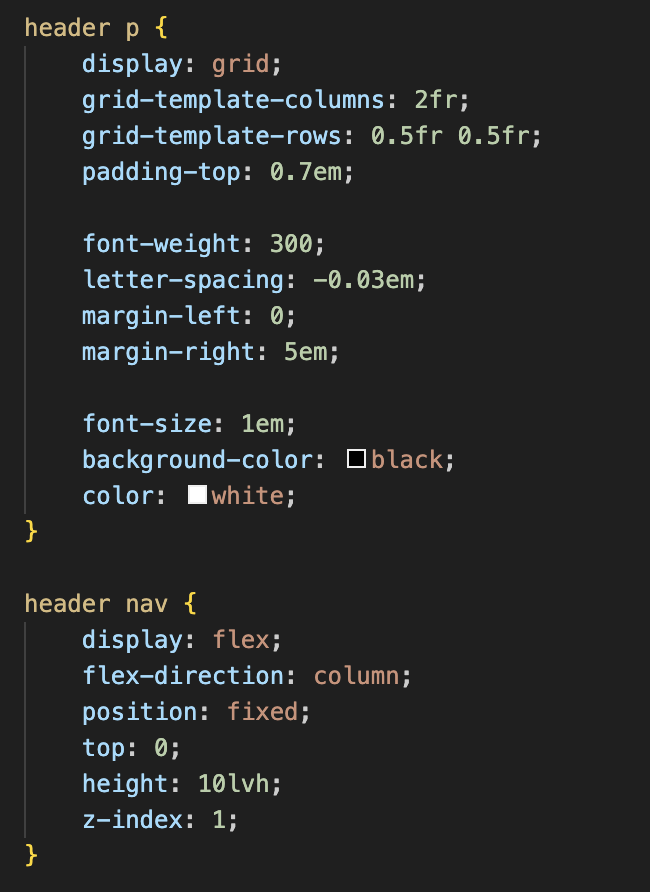 header p {
display: grid;
grid-template-columns: 2fr;
grid-template-rows: 0.5fr 0.5fr;
padding-top: 0.7em;
font-weight: 300;
letter-spacing: -0.03em;
margin-left: 0;
margin-right: 5em;
font-size: 1em;
background-color: black;
color: white;
}
header nav {
display: flex;
flex-direction: column;
position: fixed;
top: 0;
height: 10lvh;
z-index: 1;
}